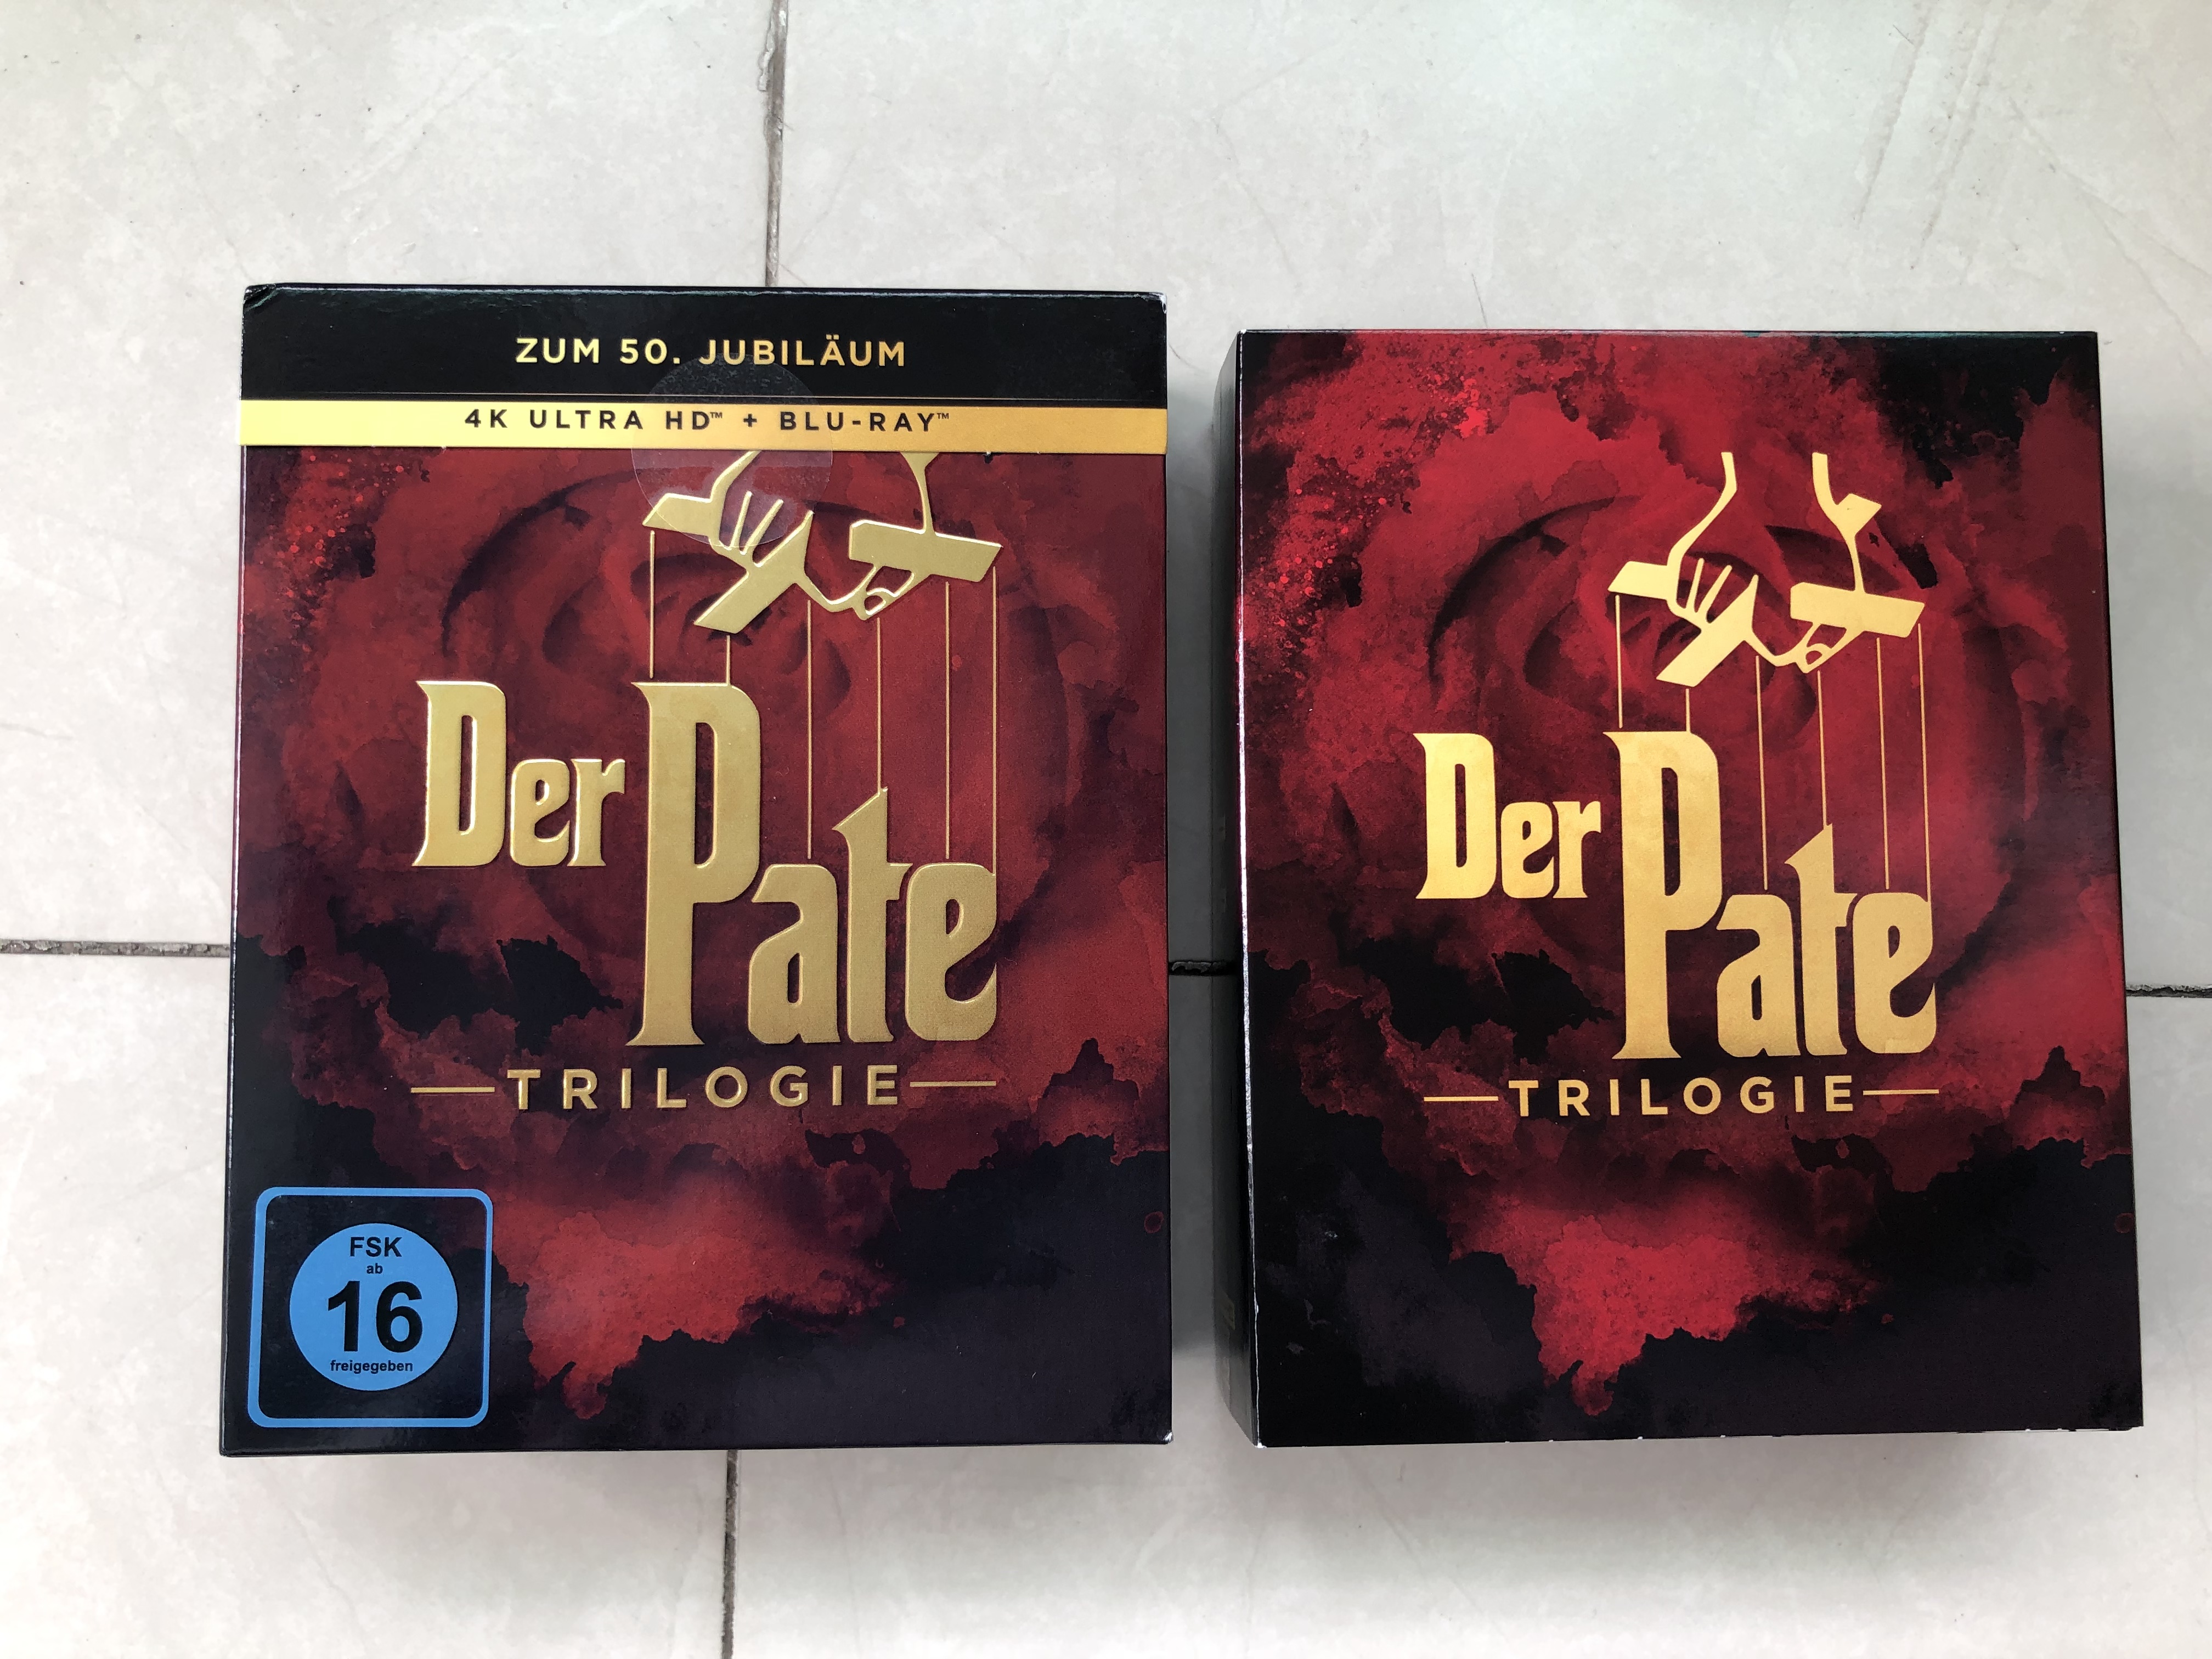 ZUM 50. JUBILÄUM
4K ULTRA HD™ + BLU-RAY™
Der Pate
TRILOGIE
FSK
ab
16
freigegeben
Der Pate
TRILOGIE